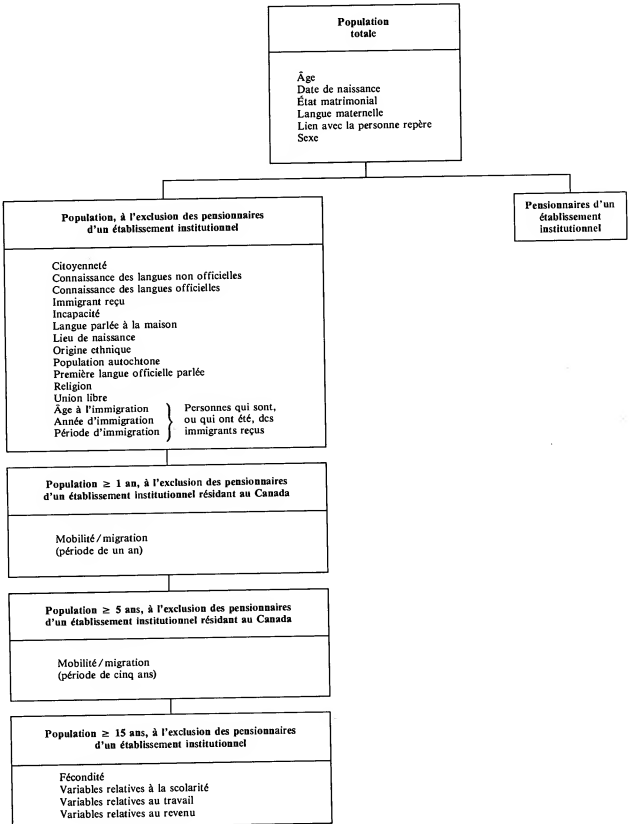 Population
totale
Âge
Date de naissance
État matrimonial
Langue maternelle
Lien avec la personne repère
Sexe
Population, à l'exclusion des pensionnaires
d'un établissement institutionnel
Pensionnaires d'un
établissement
institutionnel
Citoyenneté
Connaissance des langues non officielles
Connaissance des langues officielles
Immigrant reçu
Incapacité
Langue parlée à la maison
Lieu de naissance
Origine ethnique
Population autochtone
Première langue officielle parlée
Religion
Union libre
Âge à l'immigration
Année d'immigration
Période d'immigration
Personnes qui sont,
ou qui ont été, des
immigrants reçus
Population ≥ 1 an, à l'exclusion des pensionnaires
d'un établissement institutionnel résidant au Canada
Mobilité/migration
(période de un an)
Population ≥ 5 ans, à l'exclusion des pensionnaires
d'un établissement institutionnel résidant au Canada
Mobilité/migration
(période de cinq ans)
Population ≥ 15 ans, à l'exclusion des pensionnaires
d'un établissement institutionnel
Fécondité
Variables relatives à la scolarité
Variables relatives au travail
Variables relatives au revenu